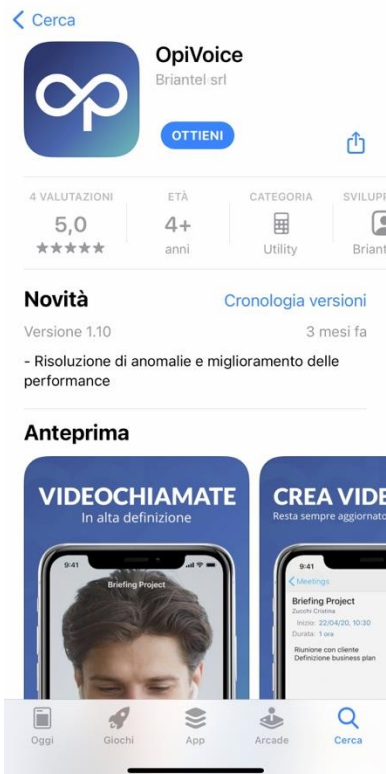 Cerca
OpiVoice
Briantel srl
OTTIENI
4 VALUTAZIONI
ETÀ
CATEGORIA
5,0
4+
anni
Utility
Novità
Cronologia versioni
Versione 1.10
3 mesi fa
- Risoluzione di anomalie e miglioramento delle
performance
Anteprima
VIDEOCHIAMATE
In alta definizione
9:41
Briefing Project
CREA VIDE
Resta sempre aggiornato
9:41
Meetings
Briefing Project
Zucchi Cristina
Inizio: 22/04/20, 10:30
Durata: 1 ora
Riunione con cliente
Definizione business plan
Oggi
Giochi
App
Arcade
Cerca